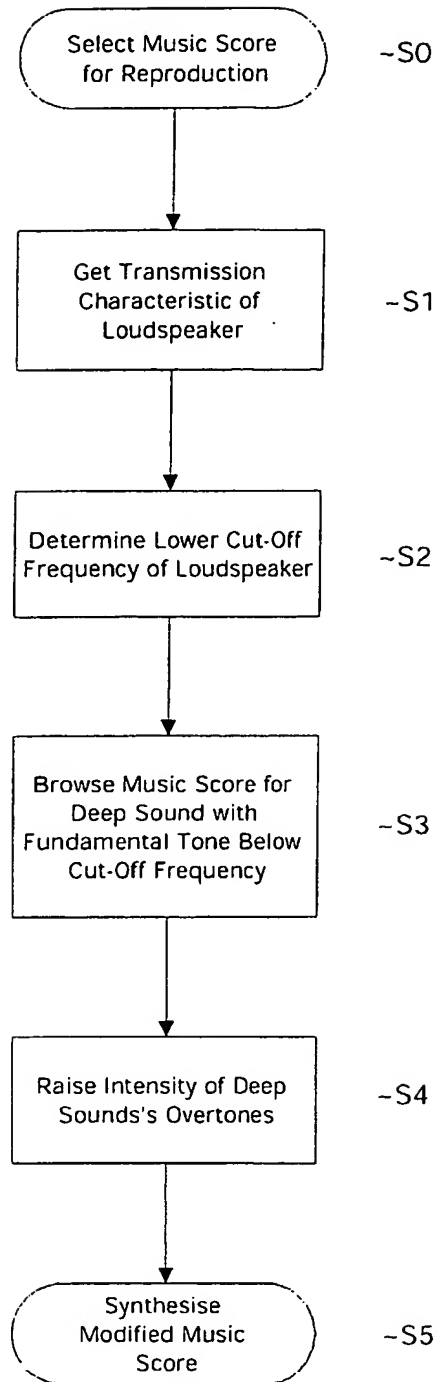 Select Music Score
for Reproduction
~S0
Get Transmission
Characteristic of
Loudspeaker
~S1
Determine Lower Cut-Off
Frequency of Loudspeaker
~S2
Browse Music Score for
Deep Sound with
Fundamental Tone Below
Cut-Off Frequency
~S3
Raise Intensity of Deep
Sounds's Overtones
~S4
Synthesise
Modified Music
Score
~S5